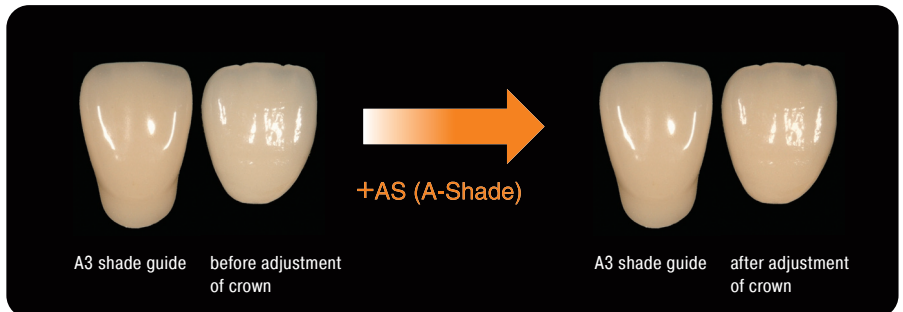 +AS (A-Shade)
A3 shade guide
before adjustment
of crown
A3 shade guide
after adjustment
of crown